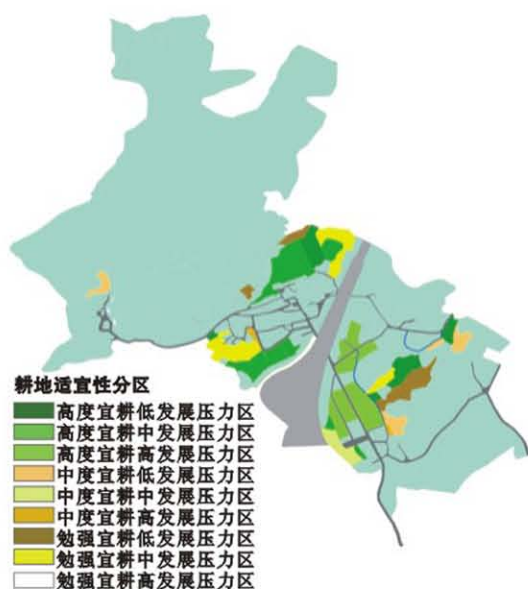 耕地适宜性分区
高度宜耕低发展压力区
高度宜耕中发展压力区
高度宜耕高发展压力区
中度宜耕低发展压力区
中度宜耕中发展压力区
中度宜耕高发展压力区
勉强宜耕低发展压力区
勉强宜耕中发展压力区
勉强宜耕高发展压力区